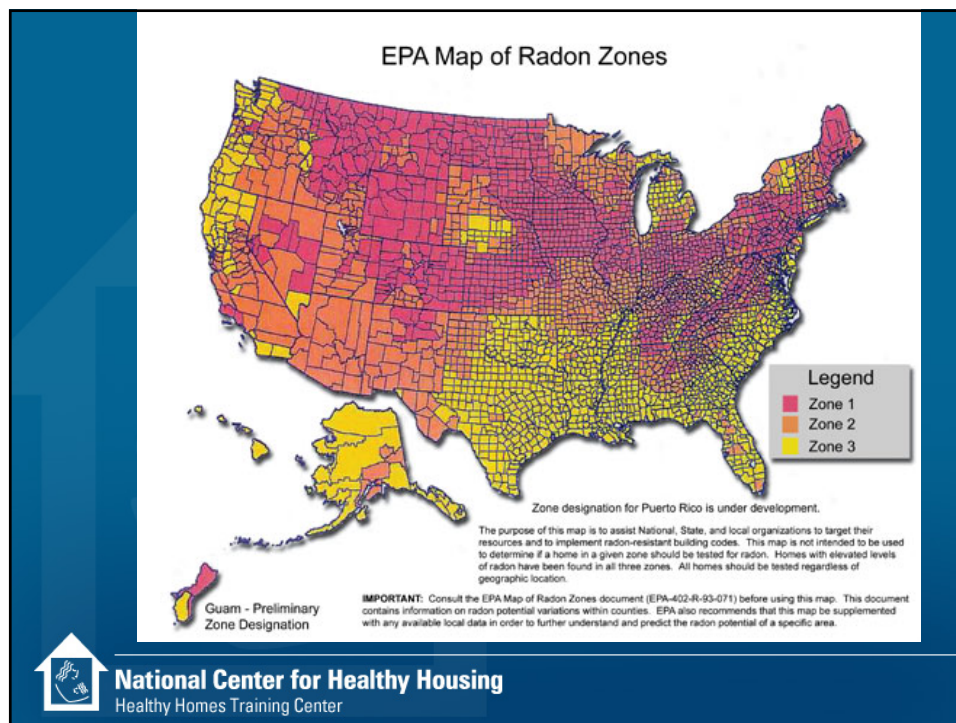 EPA Map of Radon Zones
Legend
Zone 1
Zone 2
Zone 3
Zone designation for Puerto Rico is under development.
The purpose of this map is to assist National, State, and local organizations to target their
resources and to implement radon-resistant building codes. This map is not intended to be used
to determine if a home in a given zone should be tested for radon. Homes with elevated levels
of radon have been found in all three zones. All homes should be tested regardless of
geographic location.
IMPORTANT: Consult the EPA Map of Radon Zones document (EPA-402-R-93-071) before using this map. This document
contains information on radon potential variations within counties. EPA also recommends that this map be supplemented
with any available local data in order to further understand and predict the radon potential of a specific area.
Guam - Preliminary
Zone Designation
National Center for Healthy Housing
Healthy Homes Training Center